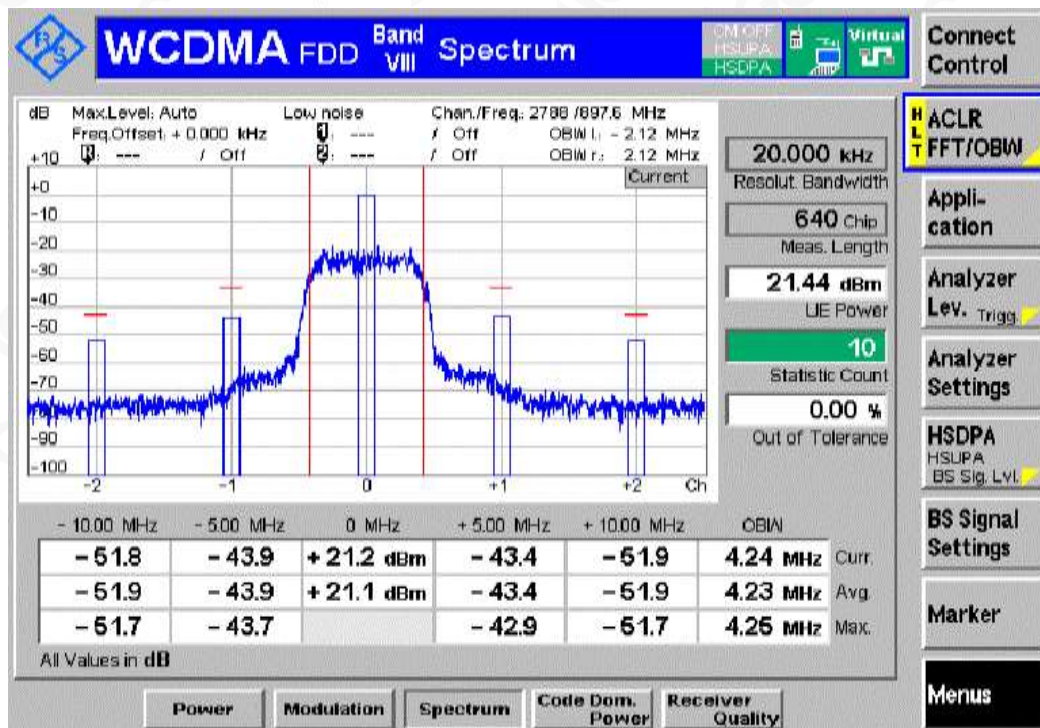 R&S
WCDMA FDD Band VIII Spectrum
CM OFF
HSUPA
HSDPA
Virtual
Connect Control
dB Max.Level: Auto Low noise Chan./Freq.: 2788 /897.6 MHz
Freq.Offset: + 0.000 kHz 1: --- / Off OBW l.: - 2.12 MHz
R: --- / Off 2: --- / Off OBW r.: 2.12 MHz
Current
+10
+0
-10
-20
-30
-40
-50
-60
-70
-90
-100
-2 -1 0 +1 +2 Ch
20.000 kHz
Resolut. Bandwidth
640 Chip
Meas. Length
21.44 dBm
UE Power
10
Statistic Count
0.00 %
Out of Tolerance
- 10.00 MHz - 5.00 MHz 0 MHz + 5.00 MHz + 10.00 MHz OBW
- 51.8 - 43.9 + 21.2 dBm - 43.4 - 51.9 4.24 MHz Curr.
- 51.9 - 43.9 + 21.1 dBm - 43.4 - 51.9 4.23 MHz Avg.
- 51.7 - 43.7 - 42.9 - 51.7 4.25 MHz Max.
All Values in dB
HLT
ACLR
FFT/OBW
Appli-
cation
Analyzer
Lev. Trigg.
Analyzer
Settings
HSDPA
HSUPA
BS Sig. Lvl.
BS Signal
Settings
Marker
Menus
Power
Modulation
Spectrum
Code Dom.
Power
Receiver
Quality